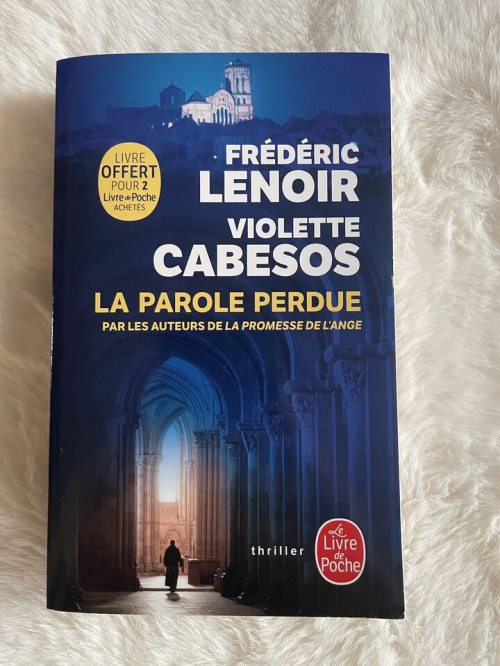 LIVRE
OFFERT
POUR 2
Livre de Poche
ACHETÉS
FRÉDÉRIC
LENOIR
VIOLETTE
CABESOS
LA PAROLE PERDUE
PAR LES AUTEURS DE LA PROMESSE DE L'ANGE
thriller
Le
Livre
de
Poche